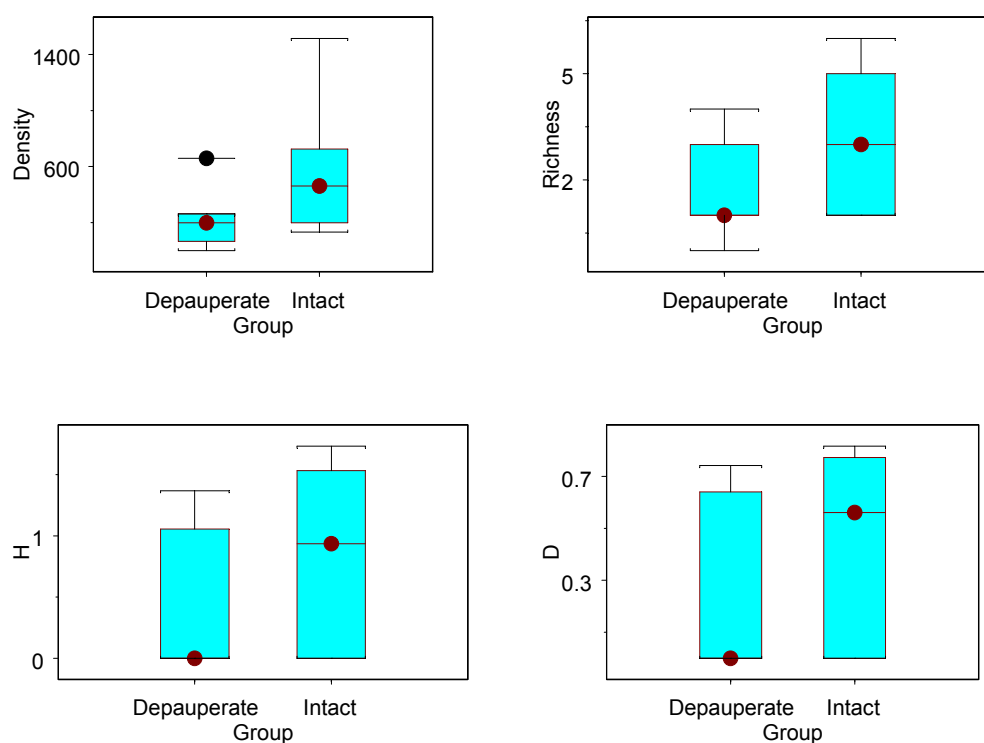 1400
600
Density
Depauperate Intact
Group
5
2
Richness
Depauperate Intact
Group
1
0
H
Depauperate Intact
Group
0.7
0.3
D
Depauperate Intact
Group